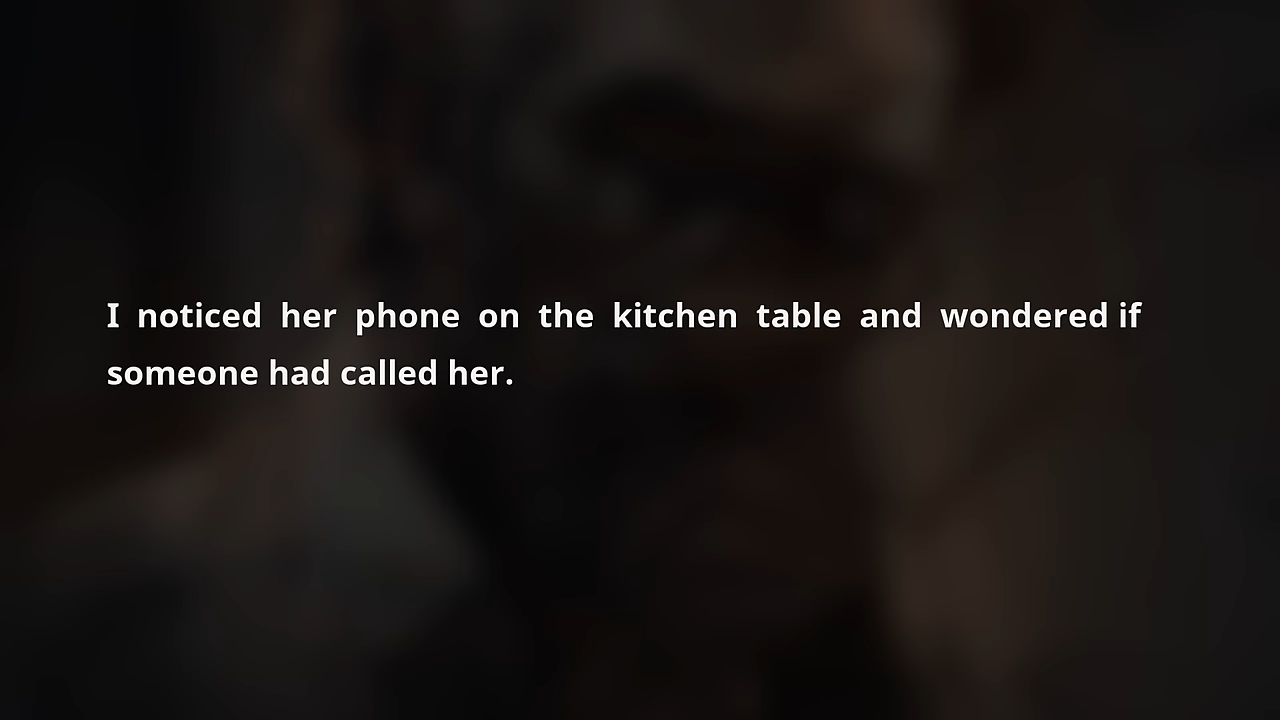 I noticed her phone on the kitchen table and wondered if
someone had called her.